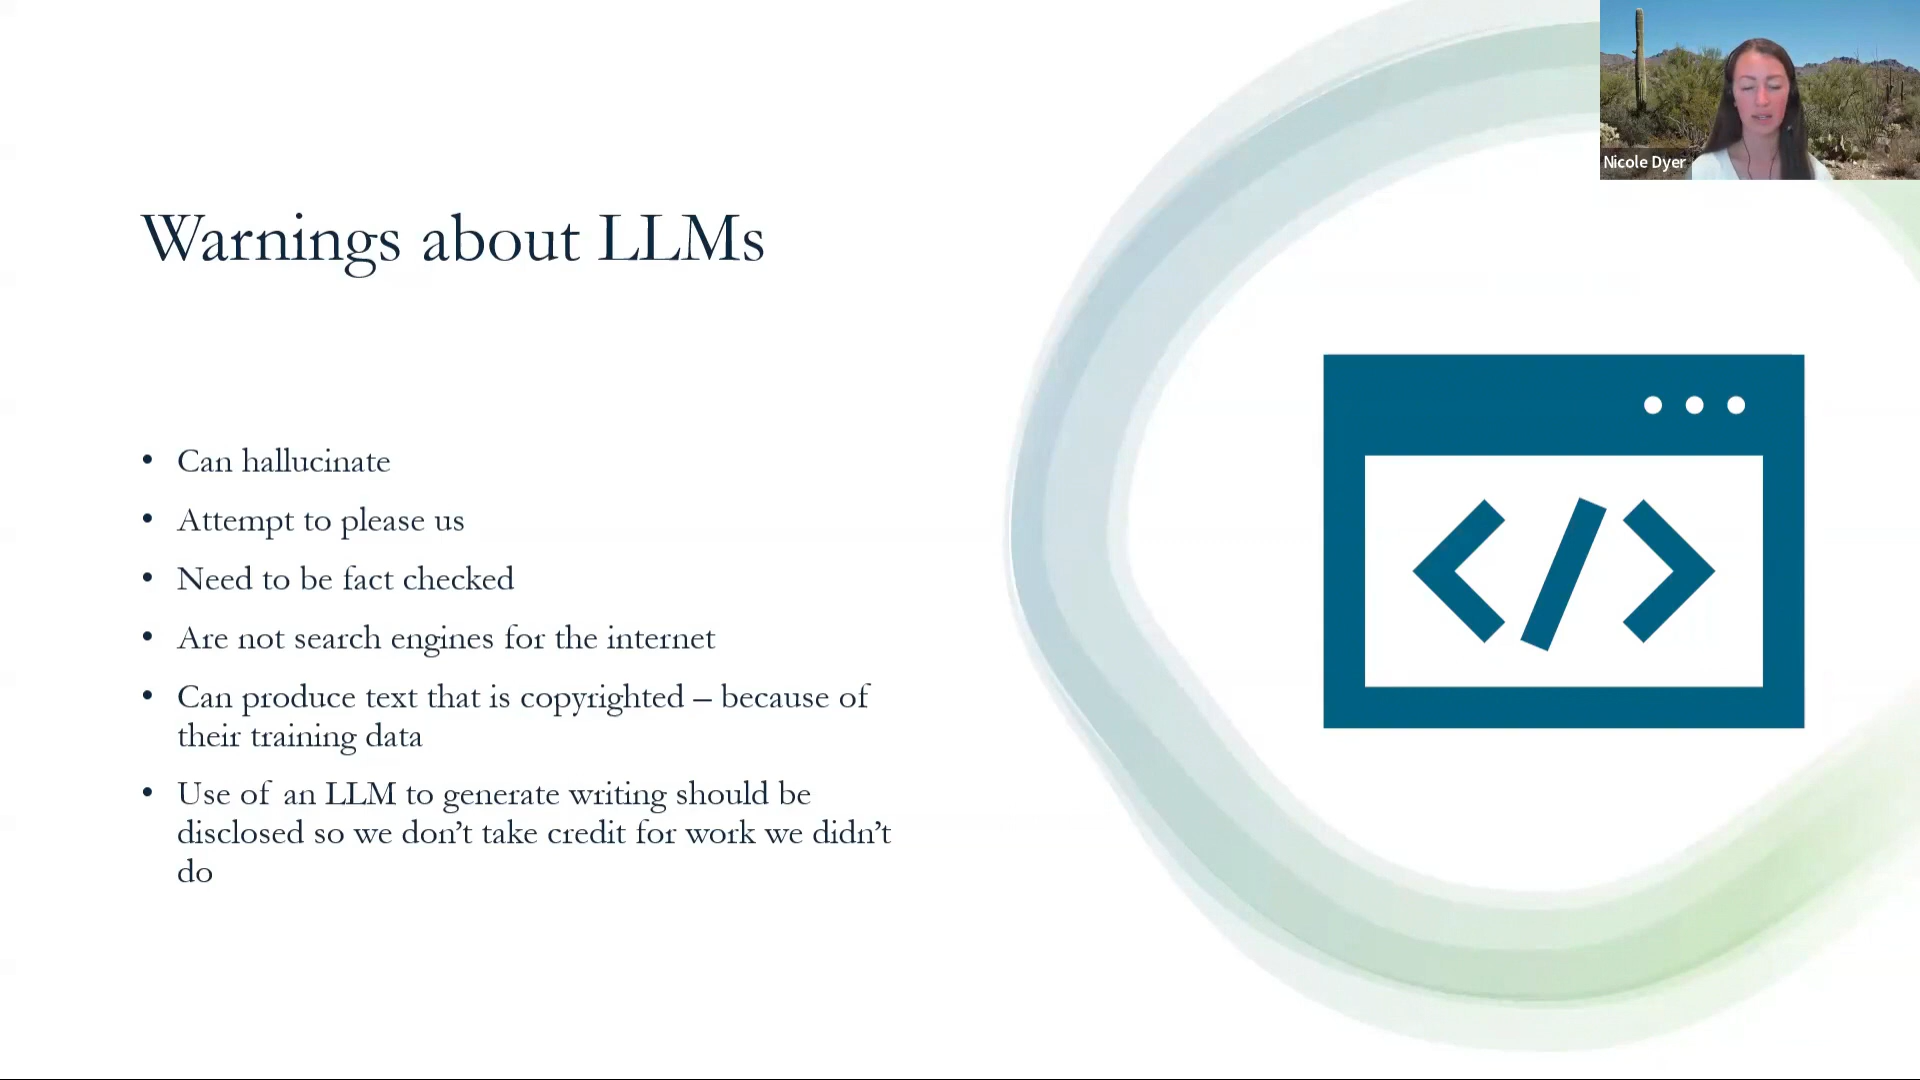 Nicole Dyer
Warnings about LLMs
• Can hallucinate
• Attempt to please us
• Need to be fact checked
• Are not search engines for the internet
• Can produce text that is copyrighted – because of
their training data
• Use of an LLM to generate writing should be
disclosed so we don’t take credit for work we didn’t
do
</>